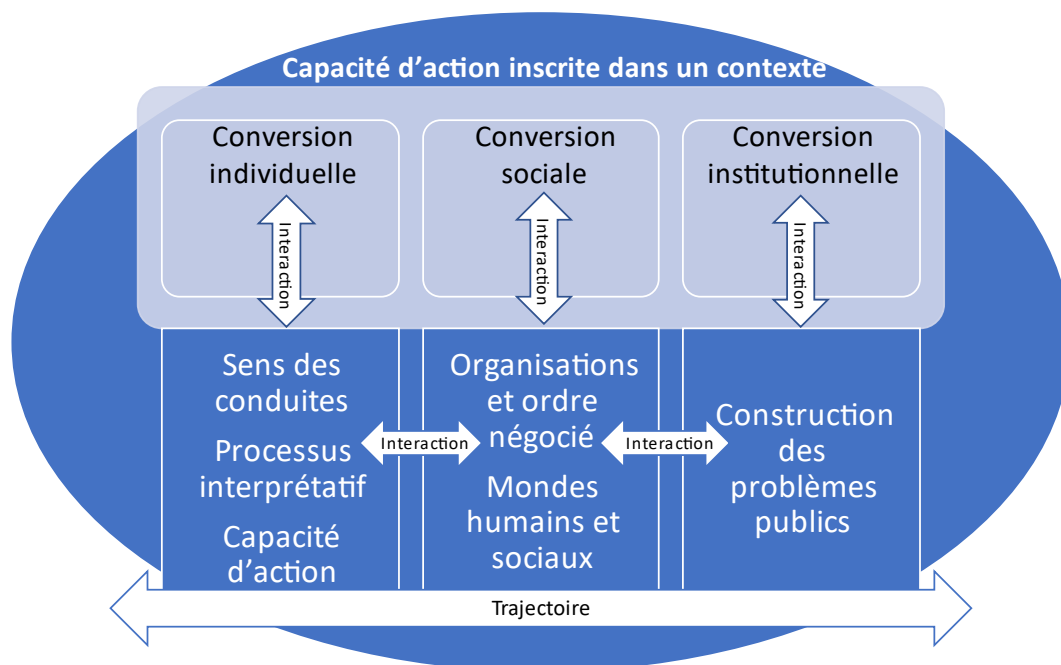 Capacité d’action inscrite dans un contexte
Conversion
individuelle
Interaction
Conversion
sociale
Interaction
Conversion
institutionnelle
Interaction
Sens des
conduites
Processus
interprétatif
Capacité
d’action
Interaction
Organisations
et ordre
négocié
Mondes
humains et
sociaux
Interaction
Construction
des
problèmes
publics
Trajectoire